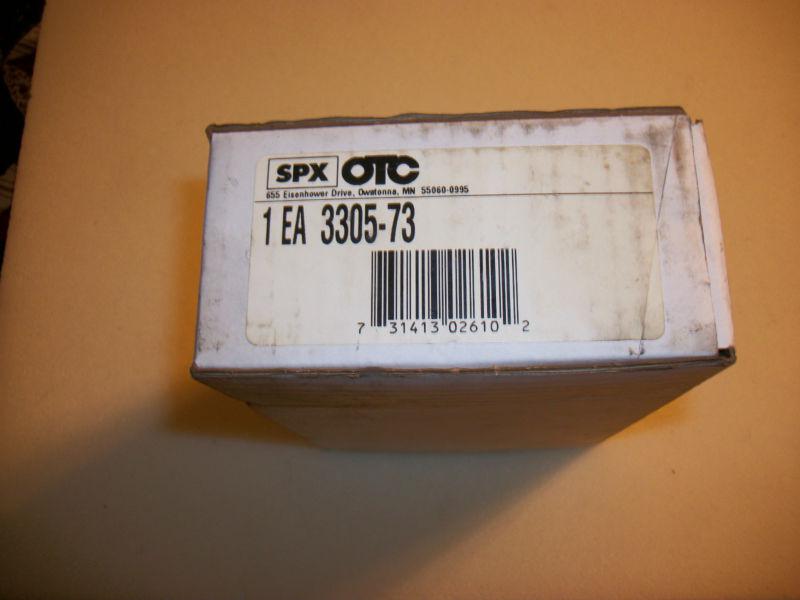 SPX OTC
655 Eisenhower Drive, Owatonna, MN 55060-0995
1 EA 3305-73
7 31413 02610 2